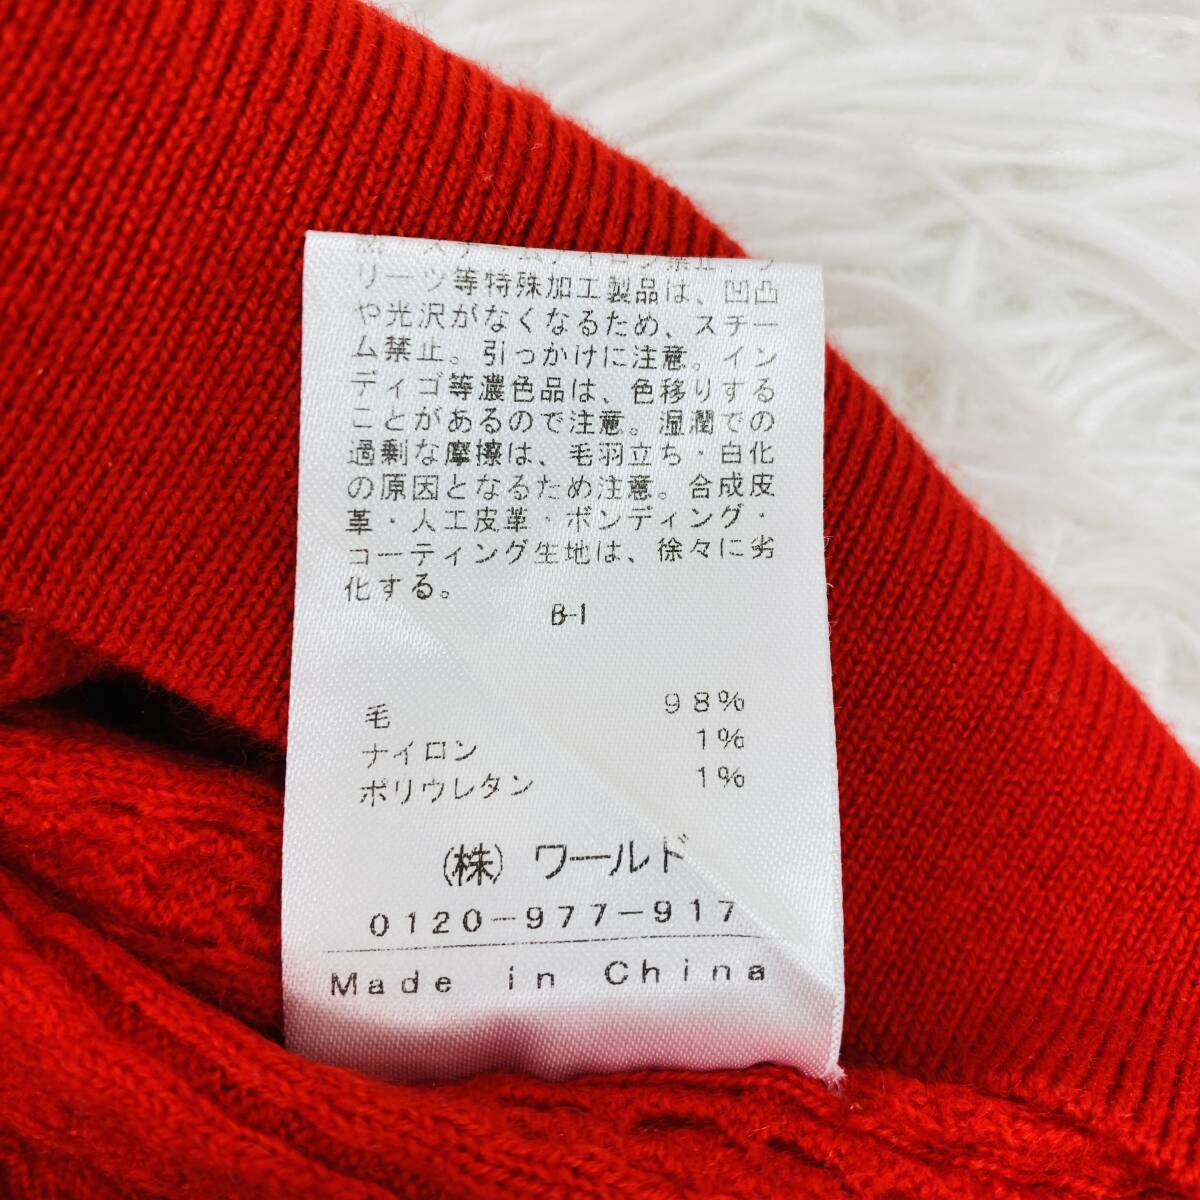 リーツ等特殊加工製品は、凹凸
や光沢がなくなるため、スチー
ム禁止。引っかけに注意。イン
ディゴ等濃色品は、色移りする
ことがあるので注意。湿潤での
過剰な摩擦は、毛羽立ち・白化
の原因となるため注意。合成皮
革・人工皮革・ボンディング・
コーティング生地は、徐々に劣
化する。
B-1
毛 98%
ナイロン 1%
ポリウレタン 1%
(株)ワールド
0120-977-917
Made in China